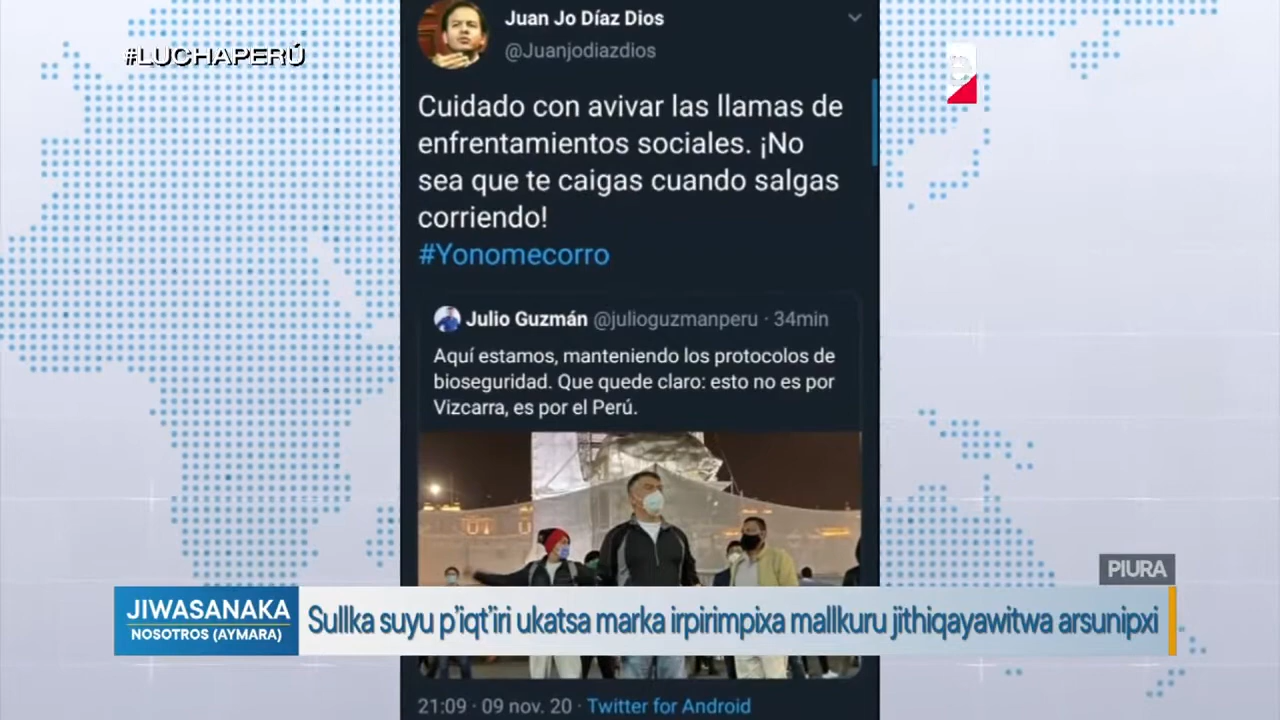 #LUCHAPERÚ
Juan Jo Díaz Dios
@Juanjodiazdios
Cuidado con avivar las llamas de
enfrentamientos sociales. ¡No
sea que te caigas cuando salgas
corriendo!
#Yonomecorro
Julio Guzmán @julioguzmanperu · 34min
Aquí estamos, manteniendo los protocolos de
bioseguridad. Que quede claro: esto no es por
Vizcarra, es por el Perú.
PIURA
JIWASANAKA
NOSOTROS (AYMARA)
Sullka suyu p'iqt'iri ukatsa marka irpirimpixa mallkuru jithiqayawitwa arsunipxi
21:09 · 09 nov. 20 · Twitter for Android